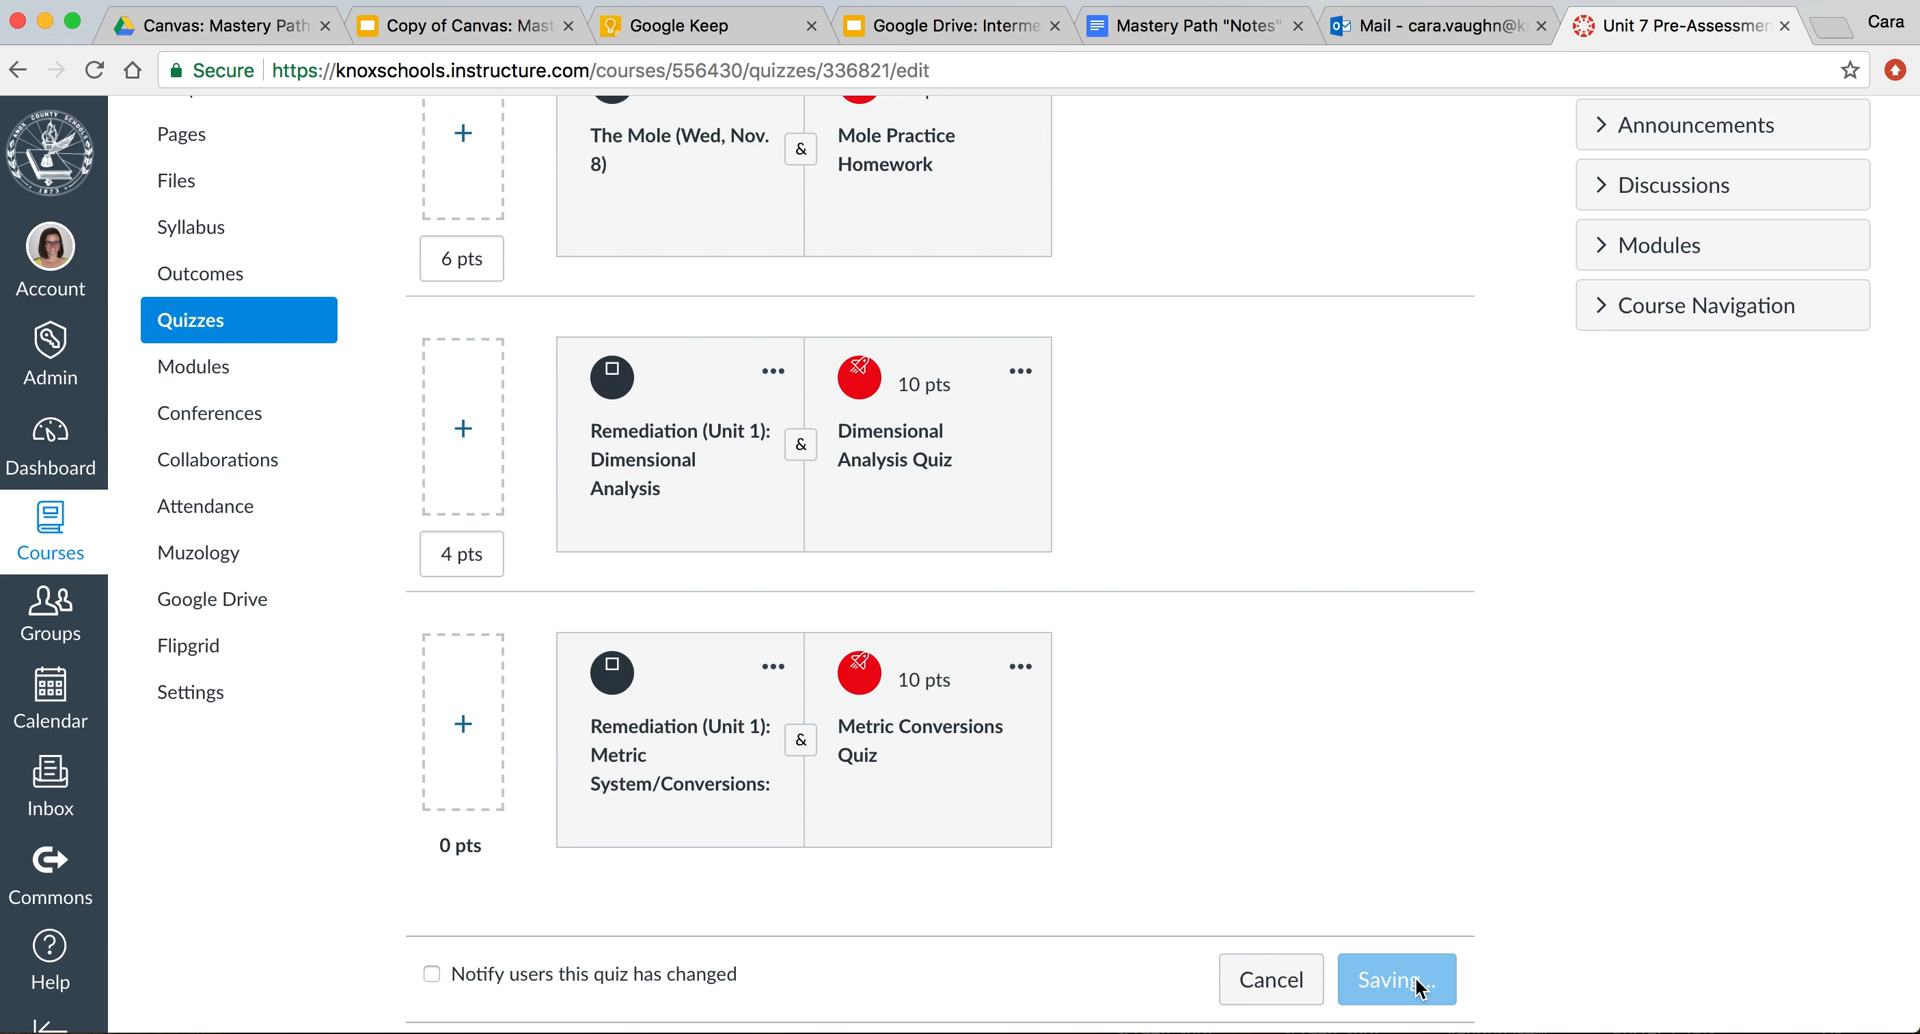 Canvas: Mastery Path
Copy of Canvas: Mast
Google Keep
Google Drive: Interme
Mastery Path "Notes"
Mail - cara.vaughn@k
Unit 7 Pre-Assessmen
Cara
Secure
https://knoxschools.instructure.com/courses/556430/quizzes/336821/edit
KNOX COUNTY SCHOOLS
1873
Account
Admin
Dashboard
Courses
Groups
Calendar
Inbox
Commons
Help
Pages
Files
Syllabus
Outcomes
Quizzes
Modules
Conferences
Collaborations
Attendance
Muzology
Google Drive
Flipgrid
Settings
+
6 pts
The Mole (Wed, Nov.
8)
&
Mole Practice
Homework
+
4 pts
Remediation (Unit 1):
Dimensional
Analysis
&
10 pts
Dimensional
Analysis Quiz
+
0 pts
Remediation (Unit 1):
Metric
System/Conversions:
&
10 pts
Metric Conversions
Quiz
Notify users this quiz has changed
Cancel
Saving...
Announcements
Discussions
Modules
Course Navigation